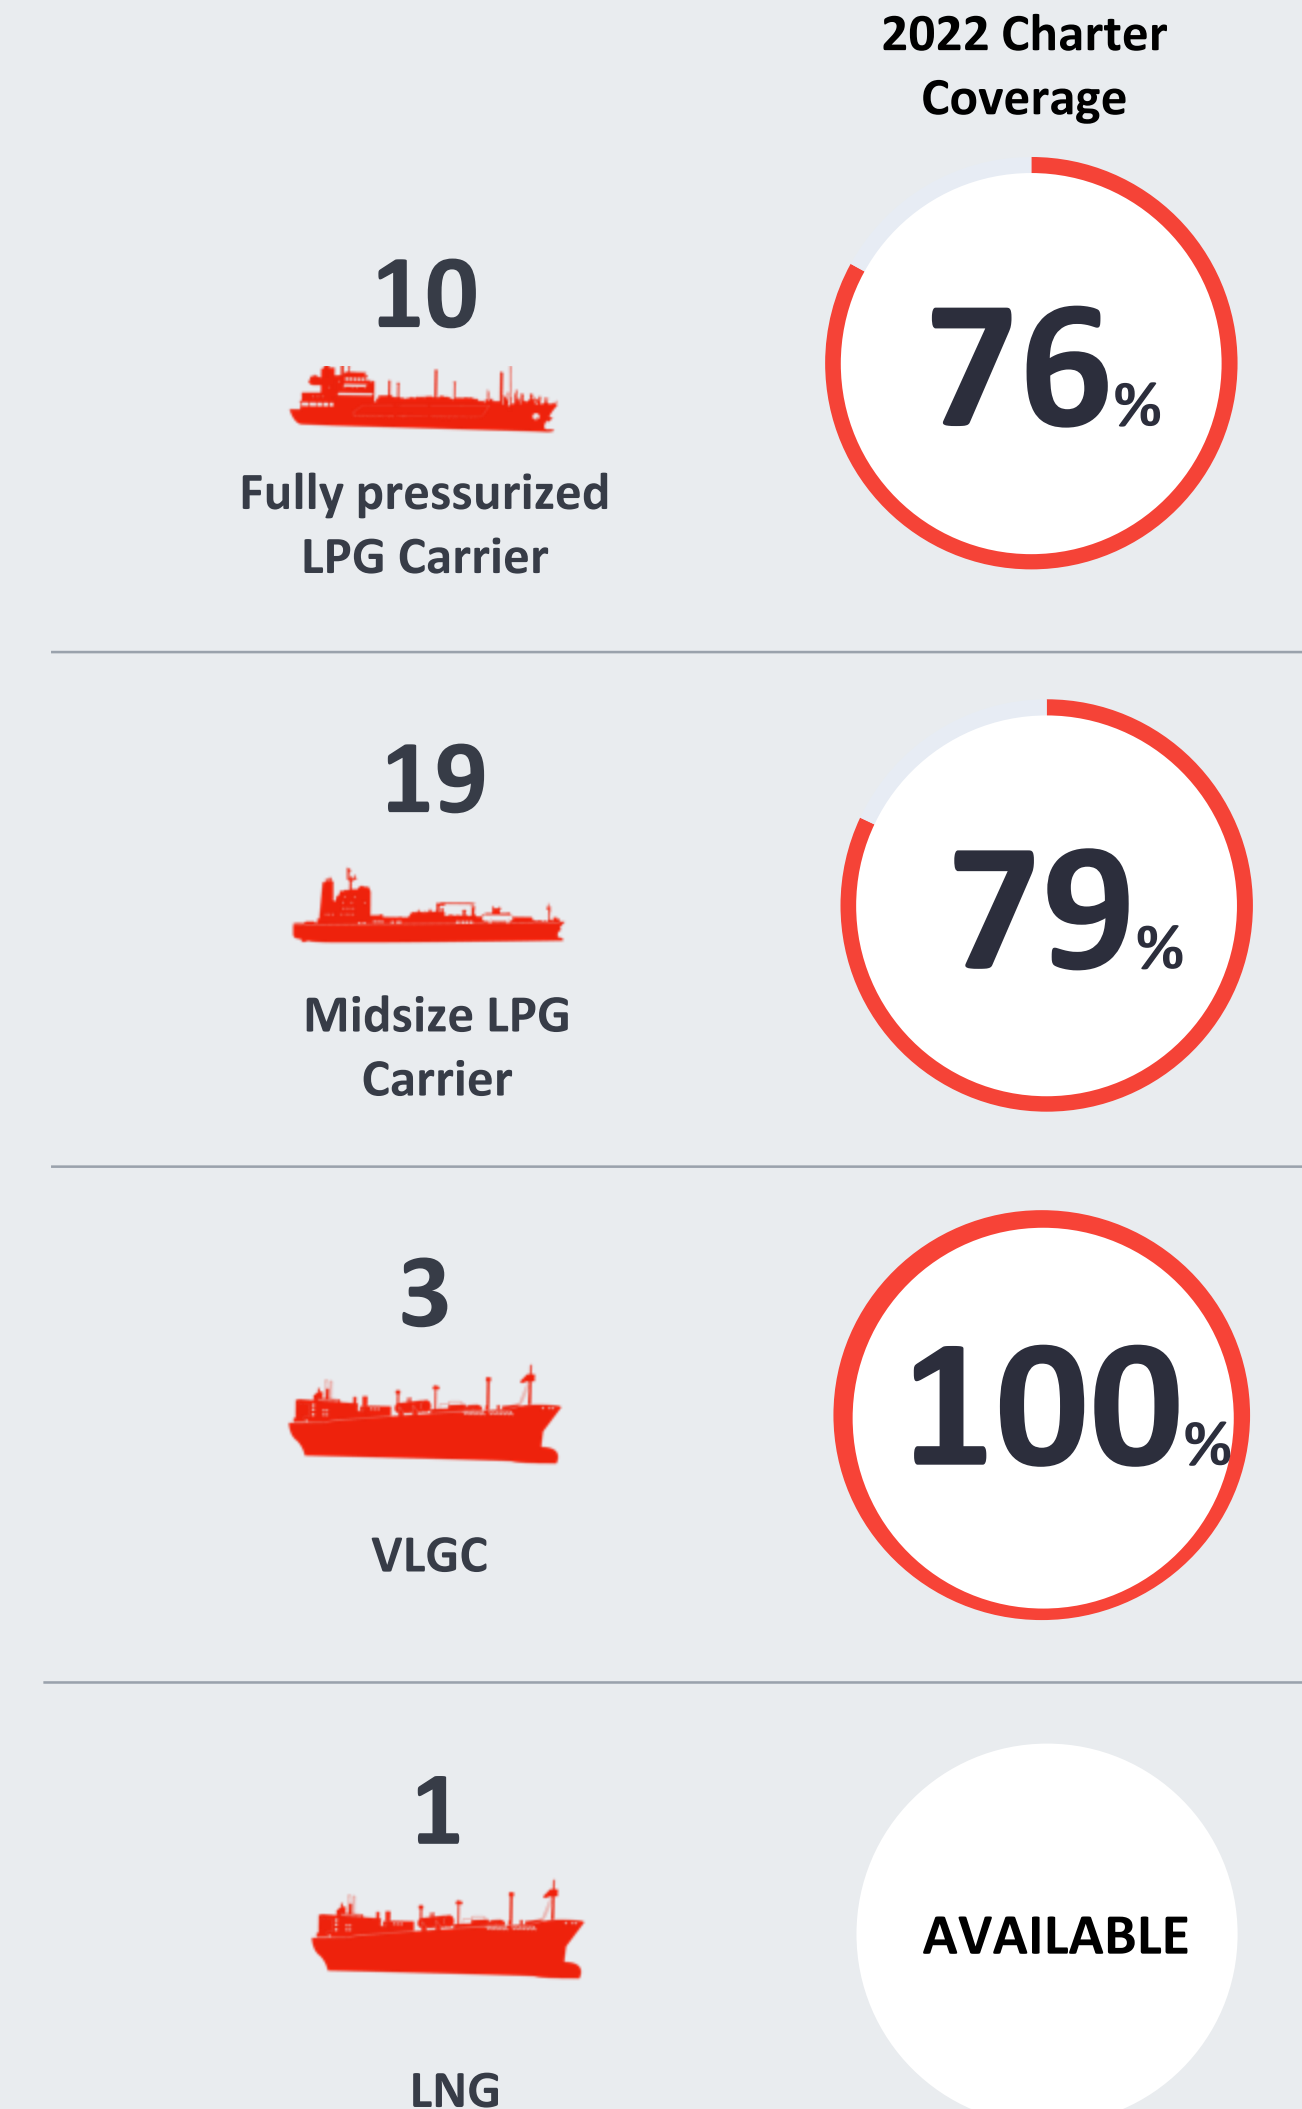 2022 Charter
Coverage
10
76%
Fully pressurized
LPG Carrier
19
79%
Midsize LPG
Carrier
3
100%
VLGC
1
AVAILABLE
LNG